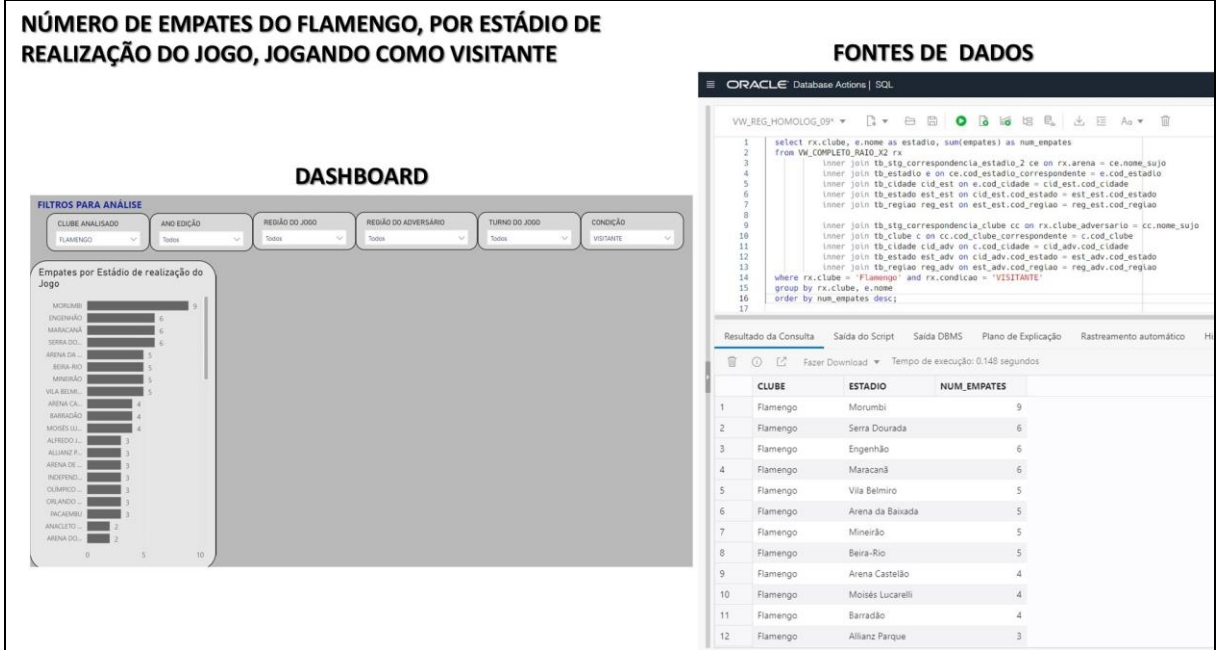 NÚMERO DE EMPATES DO FLAMENGO, POR ESTÁDIO DE
REALIZAÇÃO DO JOGO, JOGANDO COMO VISITANTE
DASHBOARD
FILTROS PARA ANÁLISE
CLUBE ANALISADO
FLAMENGO
ANO EDIÇÃO
Todos
REGIÃO DO JOGO
Todos
REGIÃO DO ADVERSÁRIO
Todos
TURNO DO JOGO
Todos
CONDIÇÃO
VISITANTE
Empates por Estádio de realização do
Jogo
MORUMBI 9
ENGENHÃO 6
MARACANÃ 6
SERRA DO... 6
ARENA DA ... 5
BEIRA-RIO 5
MINEIRÃO 5
VILA BELMI... 5
ARENA CA... 4
BARRADÃO 4
MOISÉS LU... 4
ALFREDO J... 3
ALLIANZ P... 3
ARENA DE ... 3
INDEPEND... 3
OLÍMPICO ... 3
ORLANDO ... 3
PACAEMBU 3
ANACLETO ... 2
ARENA DO... 2
0 5 10
FONTES DE DADOS
ORACLE Database Actions | SQL
VW_REG_HOMOLOG_09*
Aa
1 select rx.clube, e.nome as estadio, sum(empates) as num_empates
2 from VW_COMPLETO_RAIO_X2 rx
3 inner join tb_stg_correspondencia_estadio_2 ce on rx.arena = ce.nome_sujo
4 inner join tb_estadio e on ce.cod_estadio_correspondente = e.cod_estadio
5 inner join tb_cidade cid_est on e.cod_cidade = cid_est.cod_cidade
6 inner join tb_estado est_est on cid_est.cod_estado = est_est.cod_estado
7 inner join tb_regiao reg_est on est_est.cod_regiao = reg_est.cod_regiao
8
9 inner join tb_stg_correspondencia_clube cc on rx.clube_adversario = cc.nome_sujo
10 inner join tb_clube c on cc.cod_clube_correspondente = c.cod_clube
11 inner join tb_cidade cid_adv on c.cod_cidade = cid_adv.cod_cidade
12 inner join tb_estado est_adv on cid_adv.cod_estado = est_adv.cod_estado
13 inner join tb_regiao reg_adv on est_adv.cod_regiao = reg_adv.cod_regiao
14 where rx.clube = 'Flamengo' and rx.condicao = 'VISITANTE'
15 group by rx.clube, e.nome
16 order by num_empates desc;
17
Resultado da Consulta Saída do Script Saída DBMS Plano de Explicação Rastreamento automático Hi
Fazer Download Tempo de execução: 0.148 segundos
CLUBE ESTADIO NUM_EMPATES
1 Flamengo Morumbi 9
2 Flamengo Serra Dourada 6
3 Flamengo Engenhão 6
4 Flamengo Maracanã 6
5 Flamengo Vila Belmiro 5
6 Flamengo Arena da Baixada 5
7 Flamengo Mineirão 5
8 Flamengo Beira-Rio 5
9 Flamengo Arena Castelão 4
10 Flamengo Moisés Lucarelli 4
11 Flamengo Barradão 4
12 Flamengo Allianz Parque 3